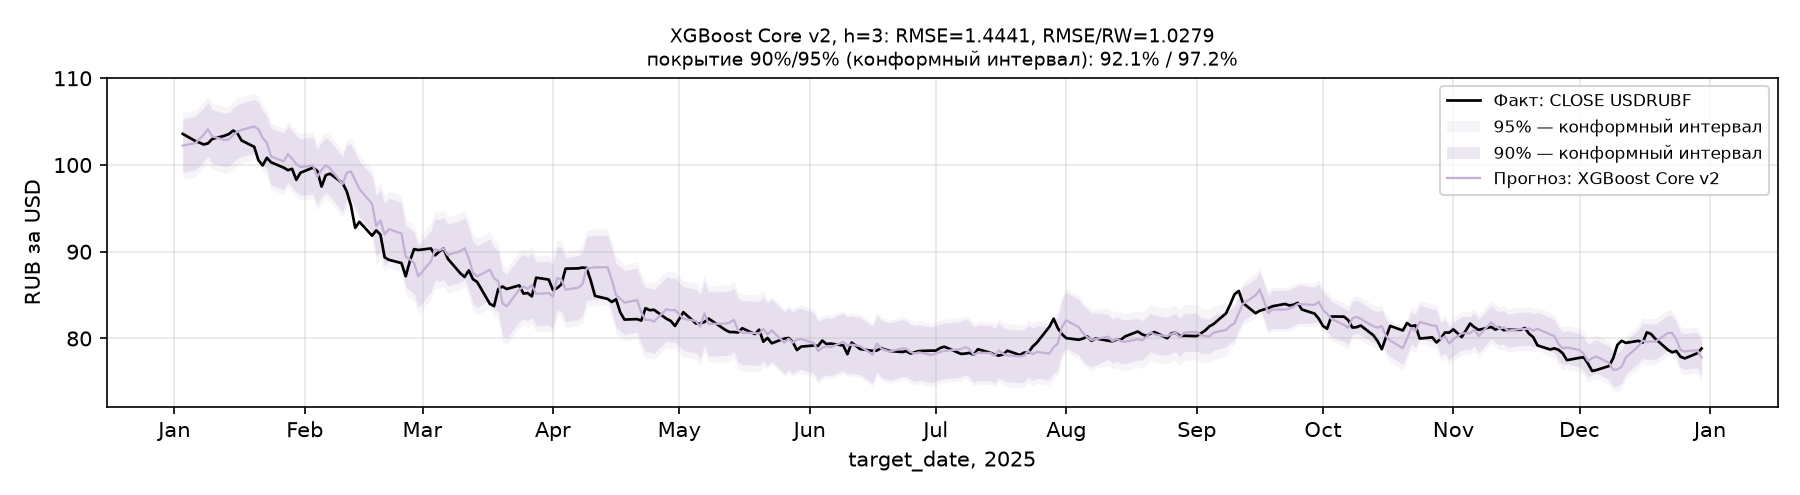 XGBoost Core v2, h=3: RMSE=1.4441, RMSE/RW=1.0279
покрытие 90%/95% (конформный интервал): 92.1% / 97.2%
110
100
90
80
RUB за USD
Факт: CLOSE USDRUBF
95% — конформный интервал
90% — конформный интервал
Прогноз: XGBoost Core v2
Jan Feb Mar Apr May Jun Jul Aug Sep Oct Nov Dec Jan
target_date, 2025